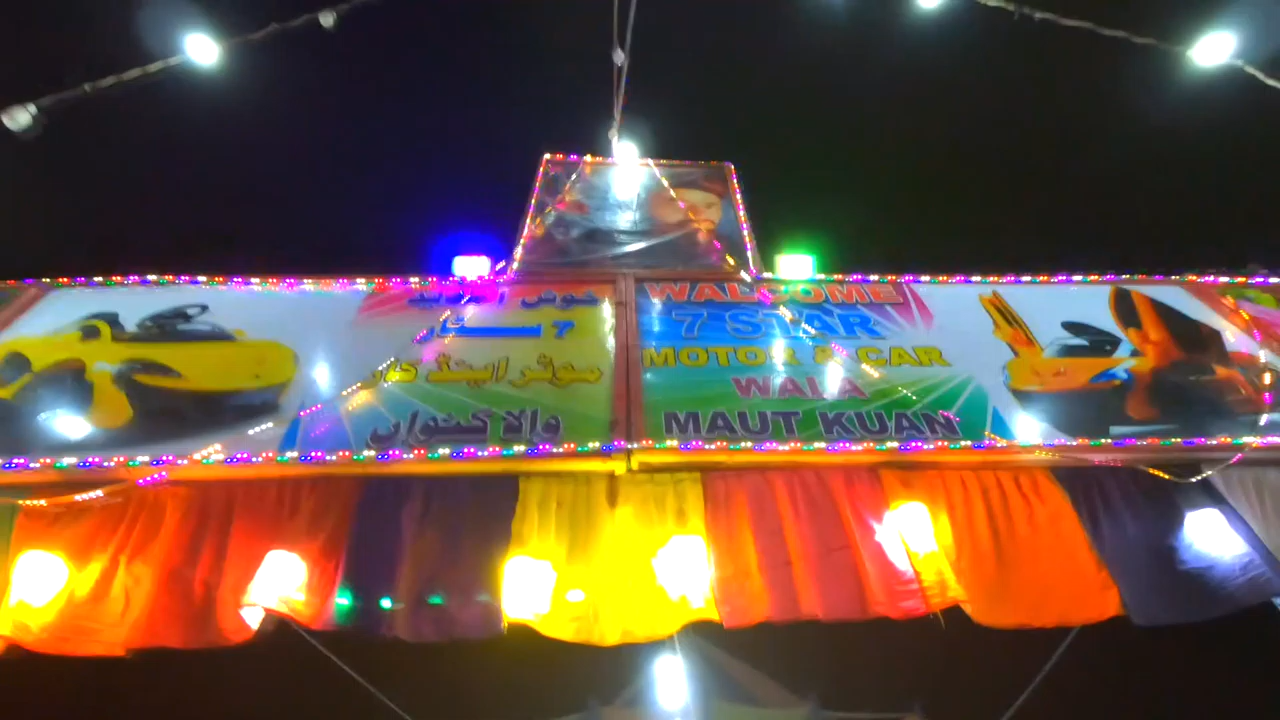 خوش آمدید
7 سٹار
موٹر اینڈ کار
والا کنواں
WALCOME
7 STAR
MOTOR & CAR
WALA
MAUT KUAN